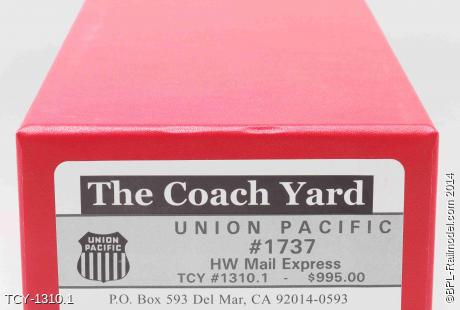 The Coach Yard
UNION PACIFIC
#1737
HW Mail Express
TCY #1310.1 - $995.00
UNION
PACIFIC
P.O. Box 593 Del Mar, CA 92014-0593
TCY-1310.1
©BPL-Railmodel.com 2014